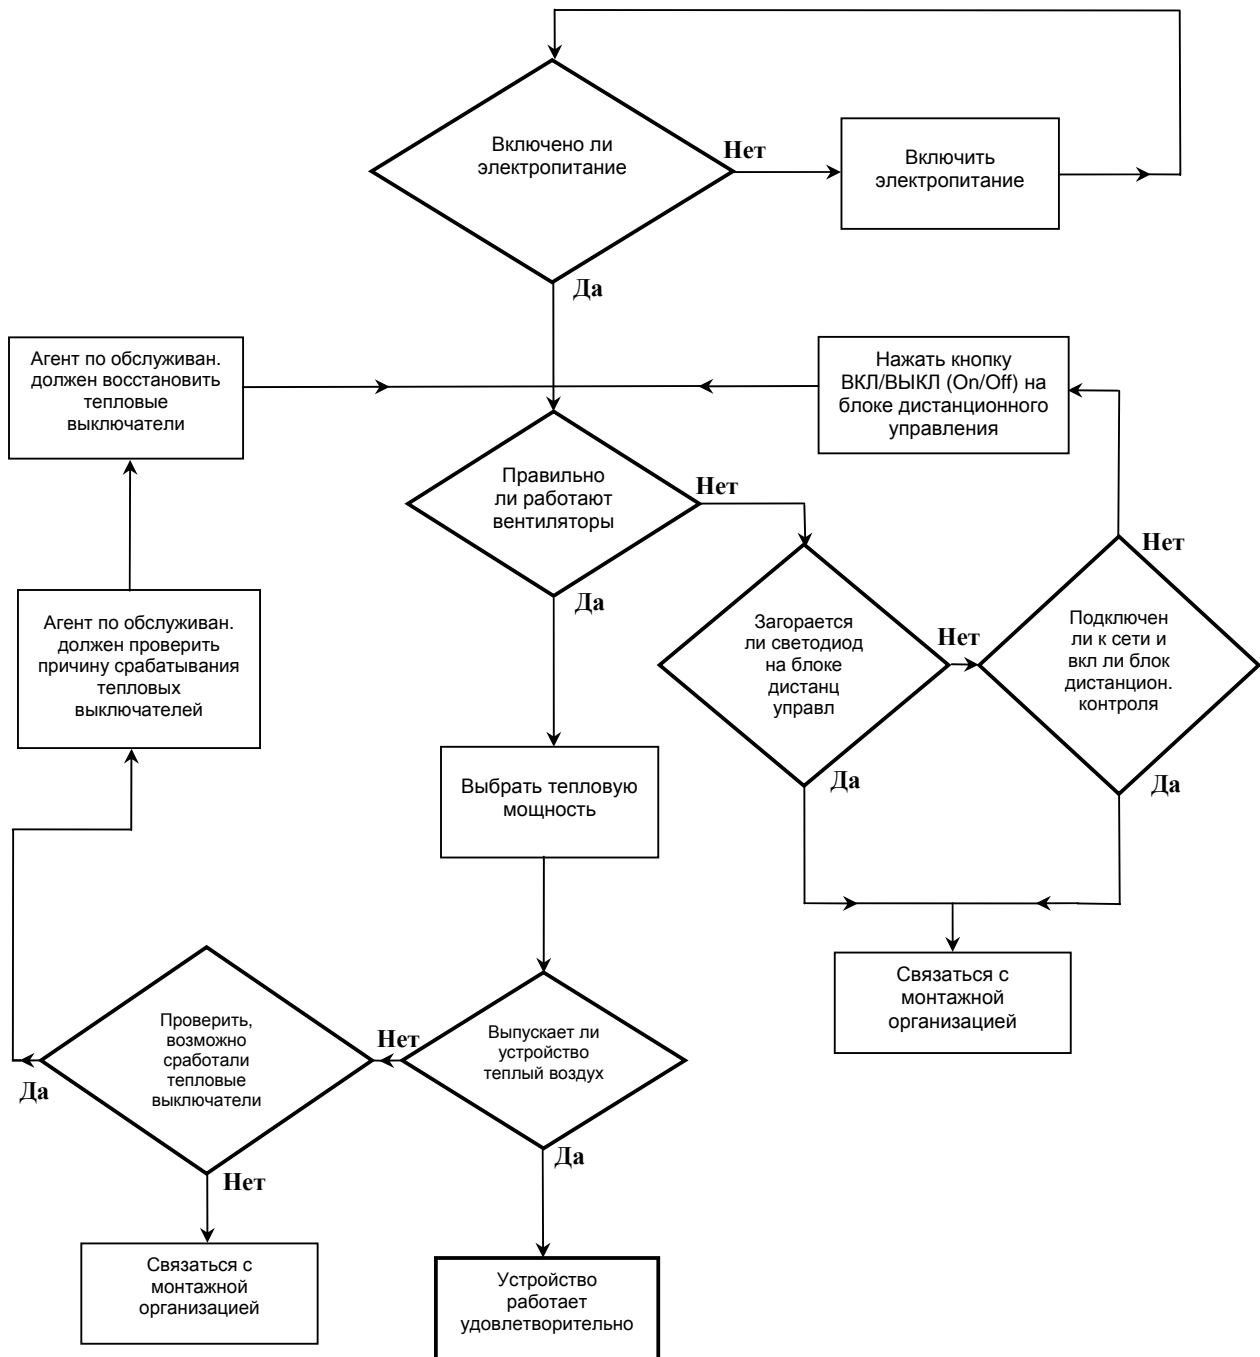 Включено ли
электропитание
Нет
Включить
электропитание
Да
Агент по обслуживан.
должен восстановить
тепловые
выключатели
Нажать кнопку
ВКЛ/ВЫКЛ (On/Off) на
блоке дистанционного
управления
Правильно
ли работают
вентиляторы
Нет
Да
Нет
Агент по обслуживан.
должен проверить
причину срабатывания
тепловых
выключателей
Загорается
ли светодиод
на блоке
дистанц
управл
Нет
Подключен
ли к сети и
вкл ли блок
дистанцион.
контроля
Да
Да
Выбрать тепловую
мощность
Связаться с
монтажной
организацией
Проверить,
возможно
сработали
тепловые
выключатели
Нет
Выпускает ли
устройство
теплый воздух
Да
Да
Нет
Связаться с
монтажной
организацией
Устройство
работает
удовлетворительно